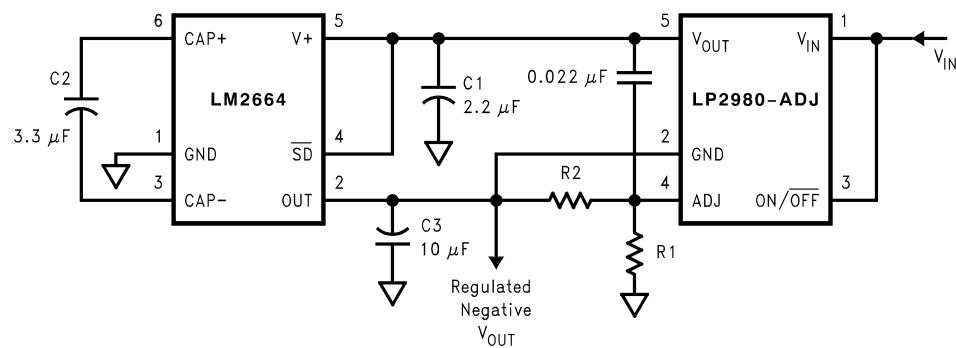 6
CAP+
V+
5
5
V_OUT
V_IN
1
V_IN
C2
3.3 μF
LM2664
C1
2.2 μF
0.022 μF
LP2980-ADJ
1
GND
S̅D̅
4
2
GND
3
CAP-
OUT
2
R2
4
ADJ
ON/O̅F̅F̅
3
C3
10 μF
R1
Regulated
Negative
V_OUT